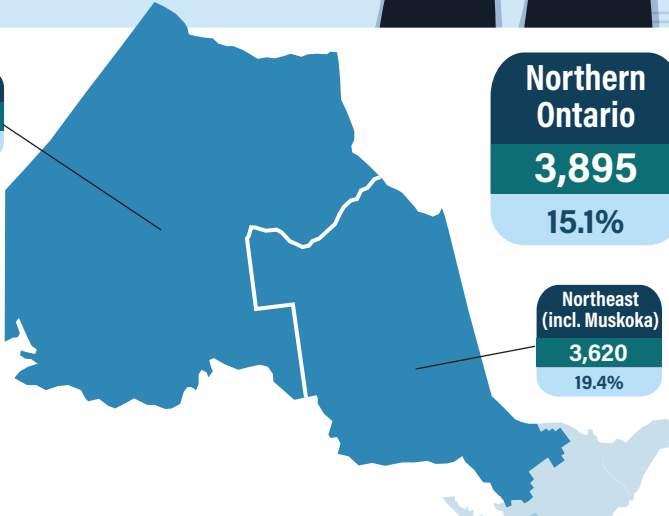 Northern
Ontario
3,895
15.1%
Northeast
(incl. Muskoka)
3,620
19.4%